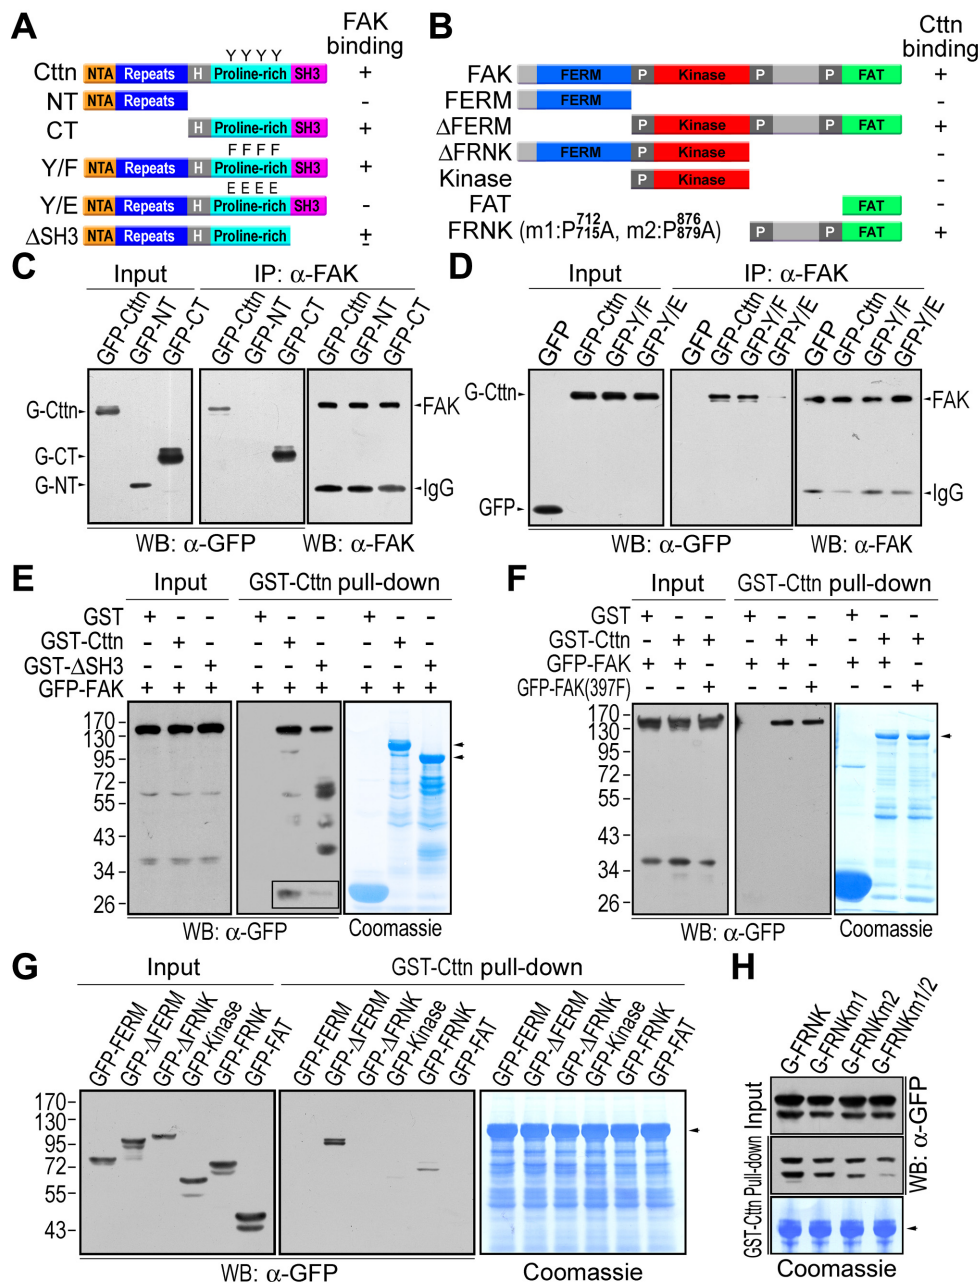 A
FAK binding
Y Y Y Y
Cttn NTA Repeats H Proline-rich SH3 +
NT NTA Repeats -
CT H Proline-rich SH3 +
F F F F
Y/F NTA Repeats H Proline-rich SH3 +
E E E E
Y/E NTA Repeats H Proline-rich SH3 -
ΔSH3 NTA Repeats H Proline-rich ±
B
Cttn binding
FAK FERM P Kinase P P FAT +
FERM FERM -
ΔFERM P Kinase P P FAT +
ΔFRNK FERM P Kinase -
Kinase P Kinase -
FAT FAT -
FRNK (m1:P712/715A, m2:P876/879A) P P FAT +
C
Input IP: α-FAK
GFP-Cttn GFP-NT GFP-CT GFP-Cttn GFP-NT GFP-CT GFP-Cttn GFP-NT GFP-CT
G-Cttn FAK
G-CT
G-NT IgG
WB: α-GFP WB: α-FAK
D
Input IP: α-FAK
GFP GFP-Cttn GFP-Y/F GFP-Y/E GFP GFP-Cttn GFP-Y/F GFP-Y/E GFP GFP-Cttn GFP-Y/F GFP-Y/E
G-Cttn FAK
IgG
GFP
WB: α-GFP WB: α-FAK
E
Input GST-Cttn pull-down
GST + - - + - - + - -
GST-Cttn - + - - + - - + -
GST-ΔSH3 - - + - - + - - +
GFP-FAK + + + + + + + + +
170
130
95
72
55
43
34
26
WB: α-GFP Coomassie
F
Input GST-Cttn pull-down
GST + - - + - - + - -
GST-Cttn - + + - + + - + +
GFP-FAK + + - + + - + + -
GFP-FAK(397F) - - + - - + - - +
170
130
95
72
55
43
34
26
WB: α-GFP Coomassie
G
Input GST-Cttn pull-down
GFP-FERM GFP-ΔFERM GFP-ΔFRNK GFP-Kinase GFP-FRNK GFP-FAT GFP-FERM GFP-ΔFERM GFP-ΔFRNK GFP-Kinase GFP-FRNK GFP-FAT GFP-FERM GFP-ΔFERM GFP-ΔFRNK GFP-Kinase GFP-FRNK GFP-FAT
170
130
95
72
55
43
WB: α-GFP Coomassie
H
G-FRNK G-FRNKm1 G-FRNKm2 G-FRNKm1/2
Input
GST-Cttn Pull-down
WB: α-GFP
Coomassie